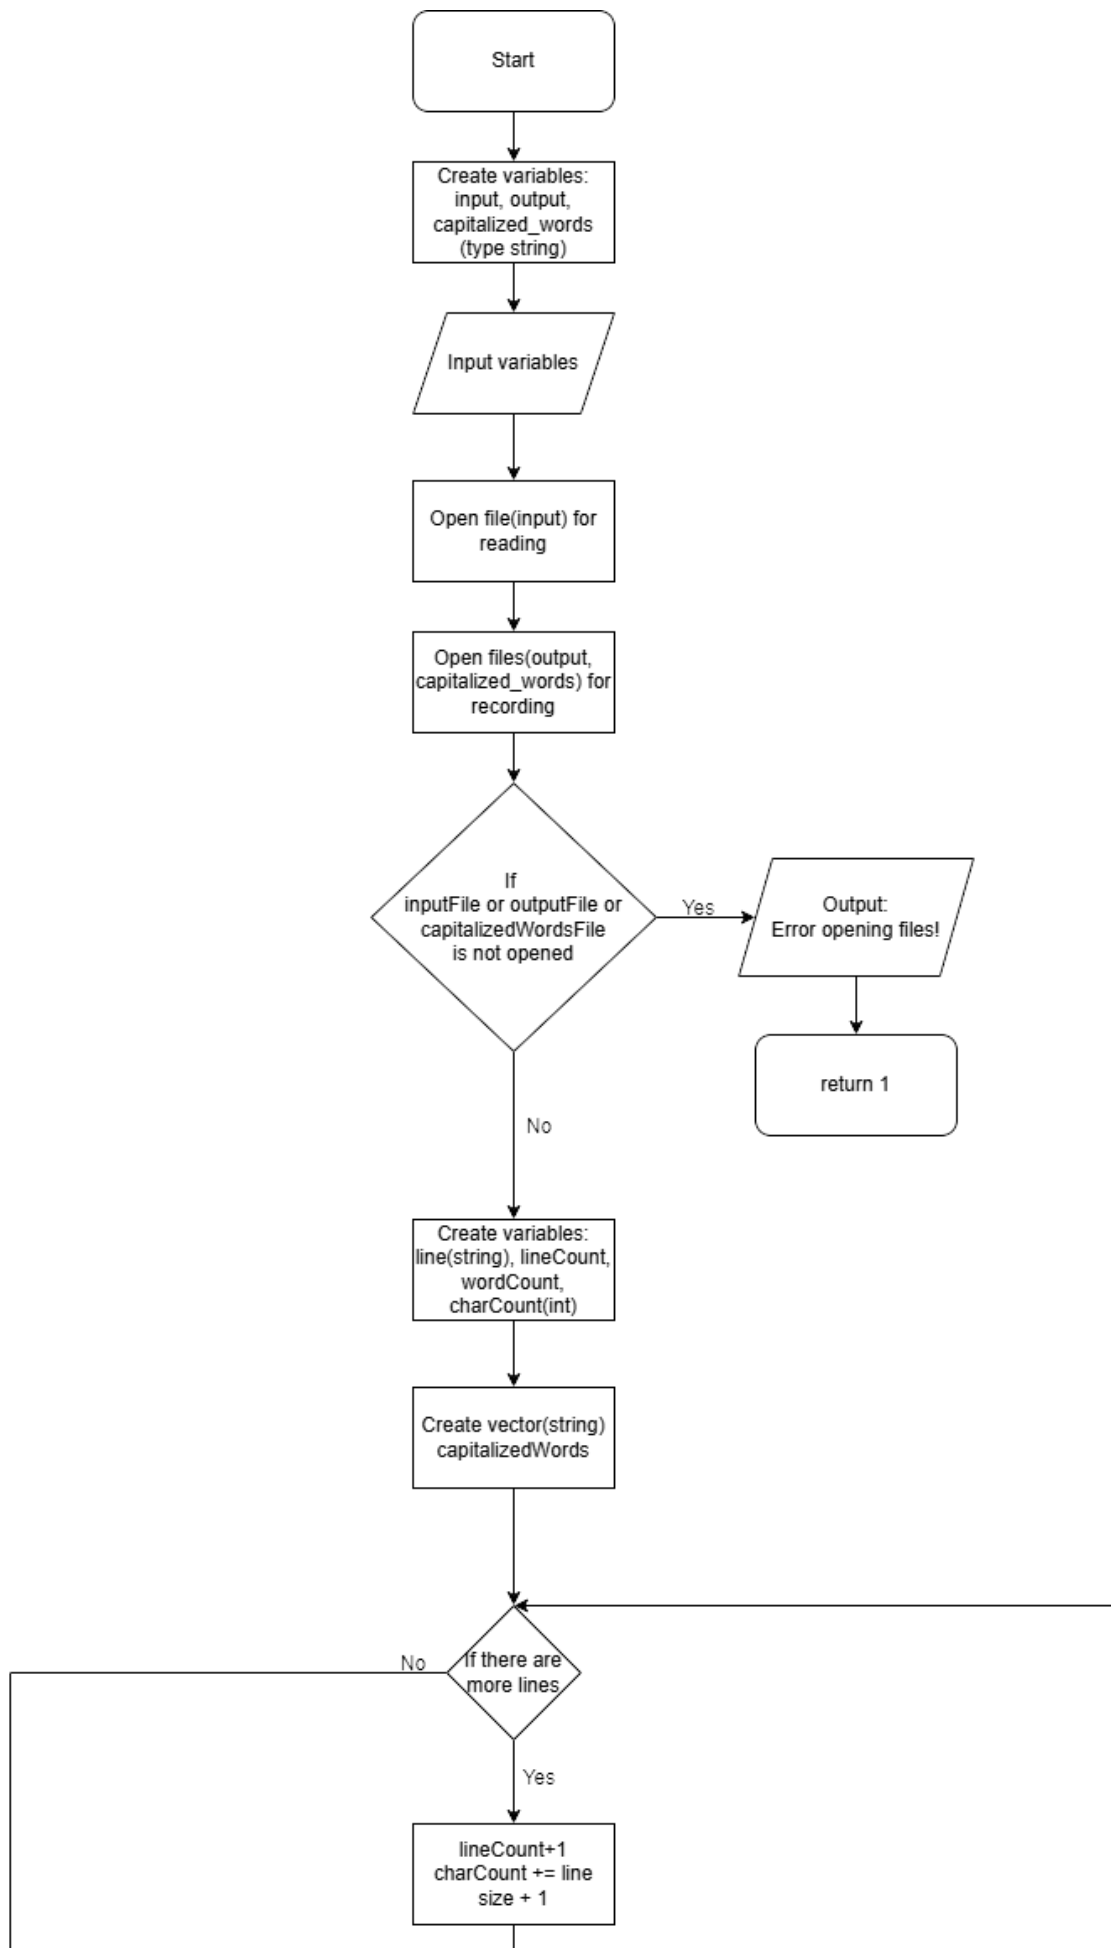 Start
Create variables:
input, output,
capitalized_words
(type string)
Input variables
Open file(input) for
reading
Open files(output,
capitalized_words) for
recording
If
inputFile or outputFile or
capitalizedWordsFile
is not opened
Yes
Output:
Error opening files!
return 1
No
Create variables:
line(string), lineCount,
wordCount,
charCount(int)
Create vector(string)
capitalizedWords
If there are
more lines
No
Yes
lineCount+1
charCount += line
size + 1